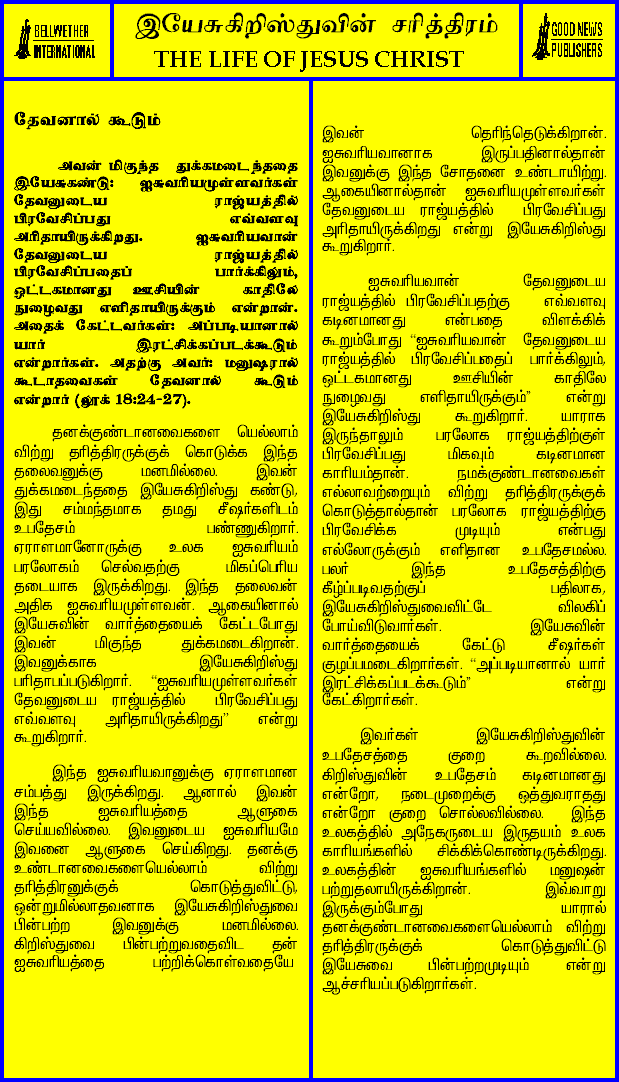 BELLWETHER
INTERNATIONAL
இயேசுகிறிஸ்துவின் சரித்திரம்
THE LIFE OF JESUS CHRIST
GOOD NEWS
PUBLISHERS
தேவனால் கூடும்
அவன் மிகுந்த துக்கமடைந்ததை
இயேசுகண்டு: ஐசுவரியமுள்ளவர்கள்
தேவனுடைய ராஜ்யத்தில்
பிரவேசிப்பது எவ்வளவு
அரிதாயிருக்கிறது. ஐசுவரியவான்
தேவனுடைய ராஜ்யத்தில்
பிரவேசிப்பதைப் பார்க்கிலும்,
ஒட்டகமானது ஊசியின் காதிலே
நுழைவது எளிதாயிருக்கும் என்றான்.
அதைக் கேட்டவர்கள்: அப்படியானால்
யார் இரட்சிக்கப்படக்கூடும்
என்றார்கள். அதற்கு அவர்: மனுஷரால்
கூடாதவைகள் தேவனால் கூடும்
என்றார் (லூக் 18:24-27).
தனக்குண்டானவைகளை யெல்லாம்
விற்று தரித்திரருக்குக் கொடுக்க இந்த
தலைவனுக்கு மனமில்லை. இவன்
துக்கமடைந்ததை இயேசுகிறிஸ்து கண்டு,
இது சம்மந்தமாக தமது சீஷர்களிடம்
உபதேசம் பண்ணுகிறார்.
ஏராளமானோருக்கு உலக ஐசுவரியம்
பரலோகம் செல்வதற்கு மிகப்பெரிய
தடையாக இருக்கிறது. இந்த தலைவன்
அதிக ஐசுவரியமுள்ளவன். ஆகையினால்
இயேசுவின் வார்த்தையைக் கேட்டபோது
இவன் மிகுந்த துக்கமடைகிறான்.
இவனுக்காக இயேசுகிறிஸ்து
பரிதாபப்படுகிறார். “ஐசுவரியமுள்ளவர்கள்
தேவனுடைய ராஜ்யத்தில் பிரவேசிப்பது
எவ்வளவு அரிதாயிருக்கிறது” என்று
கூறுகிறார்.
இந்த ஐசுவரியவானுக்கு ஏராளமான
சம்பத்து இருக்கிறது. ஆனால் இவன்
இந்த ஐசுவரியத்தை ஆளுகை
செய்யவில்லை. இவனுடைய ஐசுவரியமே
இவனை ஆளுகை செய்கிறது. தனக்கு
உண்டானவைகளையெல்லாம் விற்று
தரித்திரனுக்குக் கொடுத்துவிட்டு,
ஒன்றுமில்லாதவனாக இயேசுகிறிஸ்துவை
பின்பற்ற இவனுக்கு மனமில்லை.
கிறிஸ்துவை பின்பற்றுவதைவிட தன்
ஐசுவரியத்தை பற்றிக்கொள்வதையே
இவன் தெரிந்தெடுக்கிறான்.
ஐசுவரியவானாக இருப்பதினால்தான்
இவனுக்கு இந்த சோதனை உண்டாயிற்று.
ஆகையினால்தான் ஐசுவரியமுள்ளவர்கள்
தேவனுடைய ராஜ்யத்தில் பிரவேசிப்பது
அரிதாயிருக்கிறது என்று இயேசுகிறிஸ்து
கூறுகிறார்.
ஐசுவரியவான் தேவனுடைய
ராஜ்யத்தில் பிரவேசிப்பதற்கு எவ்வளவு
கடினமானது என்பதை விளக்கிக்
கூறும்போது “ஐசுவரியவான் தேவனுடைய
ராஜ்யத்தில் பிரவேசிப்பதைப் பார்க்கிலும்,
ஒட்டகமானது ஊசியின் காதிலே
நுழைவது எளிதாயிருக்கும்” என்று
இயேசுகிறிஸ்து கூறுகிறார். யாராக
இருந்தாலும் பரலோக ராஜ்யத்திற்குள்
பிரவேசிப்பது மிகவும் கடினமான
காரியம்தான். நமக்குண்டானவைகள்
எல்லாவற்றையும் விற்று தரித்திரருக்குக்
கொடுத்தால்தான் பரலோக ராஜ்யத்திற்கு
பிரவேசிக்க முடியும் என்பது
எல்லோருக்கும் எளிதான உபதேசமல்ல.
பலர் இந்த உபதேசத்திற்கு
கீழ்ப்படிவதற்குப் பதிலாக,
இயேசுகிறிஸ்துவைவிட்டே விலகிப்
போய்விடுவார்கள். இயேசுவின்
வார்த்தையைக் கேட்டு சீஷர்கள்
குழப்பமடைகிறார்கள். “அப்படியானால் யார்
இரட்சிக்கப்படக்கூடும்” என்று
கேட்கிறார்கள்.
இவர்கள் இயேசுகிறிஸ்துவின்
உபதேசத்தை குறை கூறவில்லை.
கிறிஸ்துவின் உபதேசம் கடினமானது
என்றோ, நடைமுறைக்கு ஒத்துவராதது
என்றோ குறை சொல்லவில்லை. இந்த
உலகத்தில் அநேகருடைய இருதயம் உலக
காரியங்களில் சிக்கிக்கொண்டிருக்கிறது.
உலகத்தின் ஐசுவரியங்களில் மனுஷன்
பற்றுதலாயிருக்கிறான். இவ்வாறு
இருக்கும்போது யாரால்
தனக்குண்டானவைகளையெல்லாம் விற்று
தரித்திரருக்குக் கொடுத்துவிட்டு
இயேசுவை பின்பற்றமுடியும் என்று
ஆச்சரியப்படுகிறார்கள்.